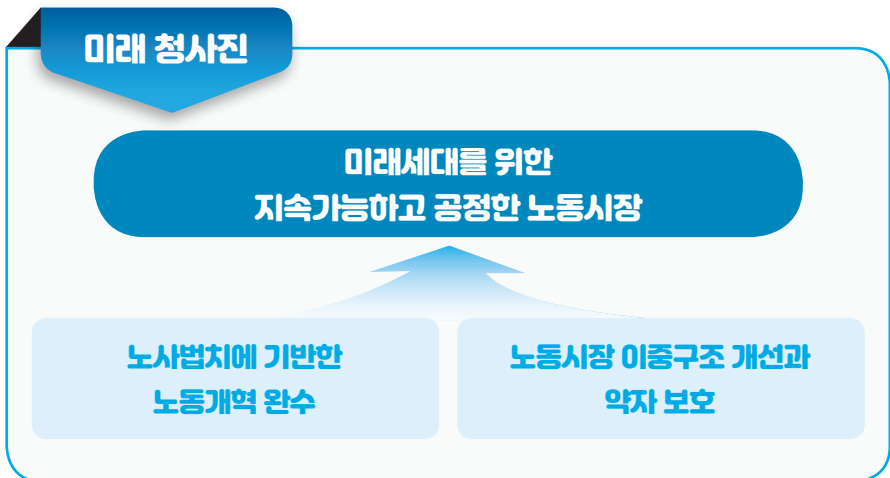 미래 청사진
미래세대를 위한
지속가능하고 공정한 노동시장
노사법치에 기반한
노동개혁 완수
노동시장 이중구조 개선과
약자 보호